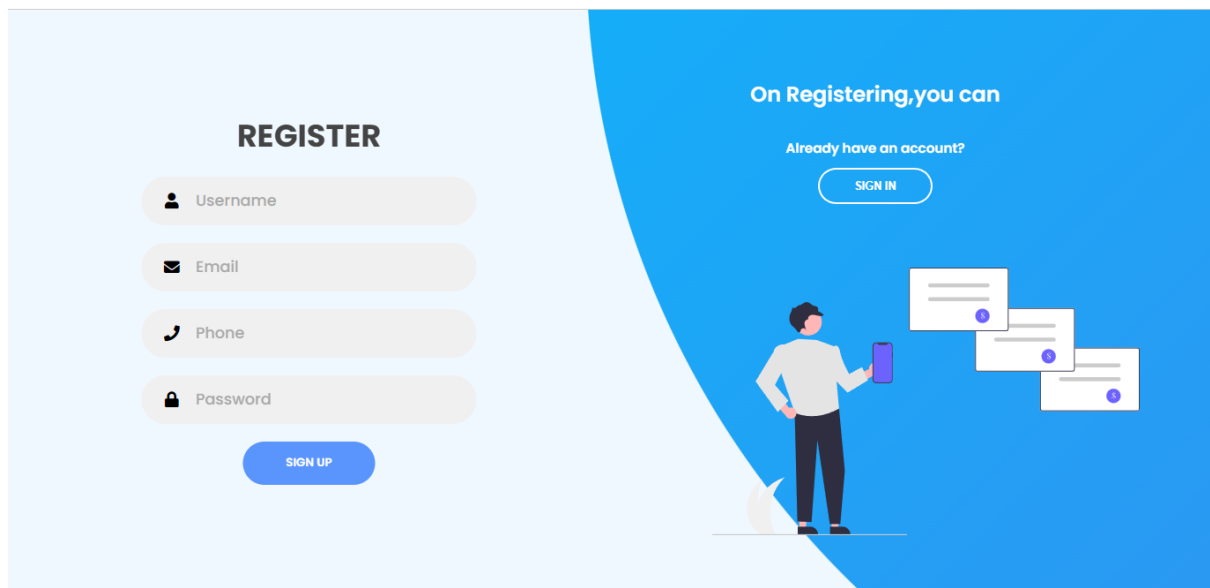 REGISTER
Username
Email
Phone
Password
SIGN UP
On Registering,you can
Already have an account?
SIGN IN
S
S
S